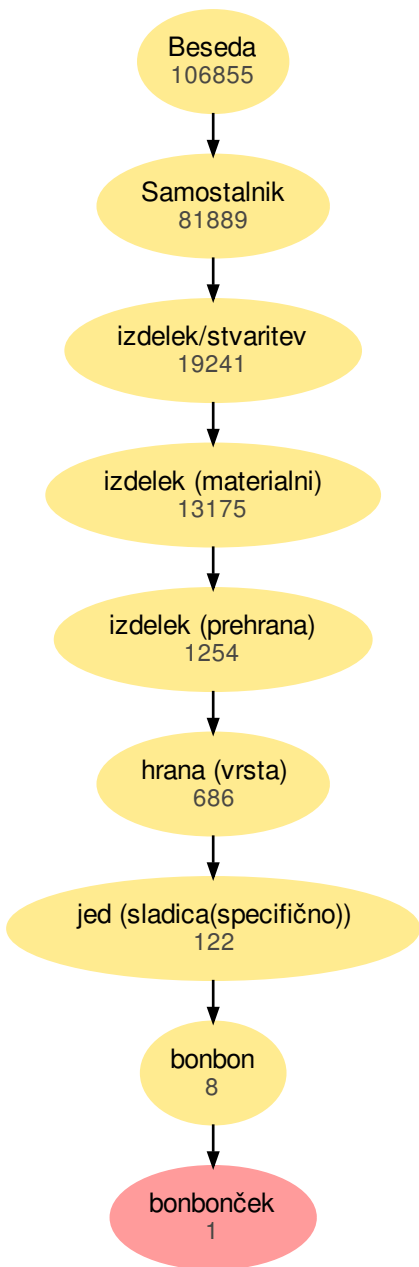 Beseda
106855
Samostalnik
81889
izdelek/stvaritev
19241
izdelek (materialni)
13175
izdelek (prehrana)
1254
hrana (vrsta)
686
jed (sladica(specifično))
122
bonbon
8
bonbonček
1